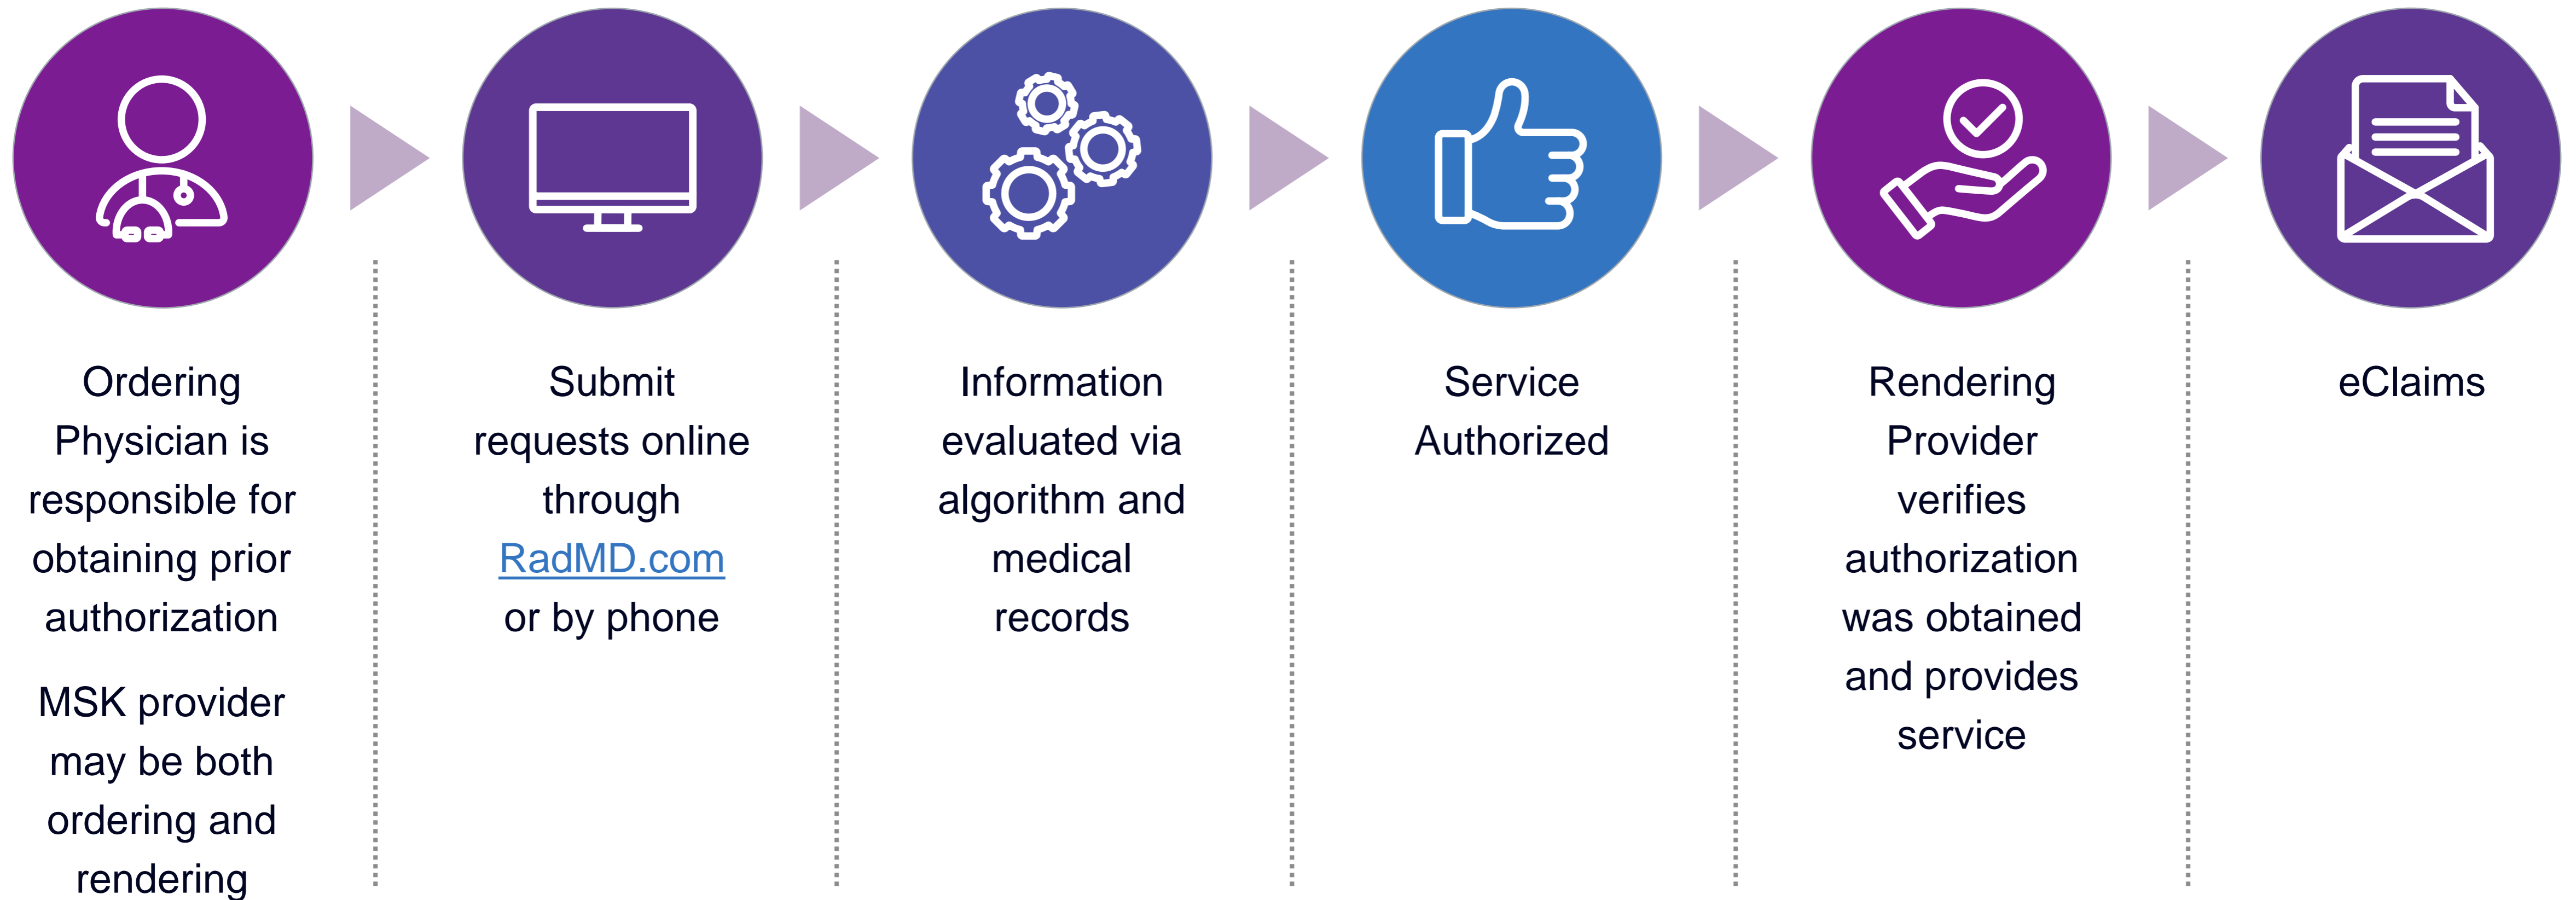 Ordering
Physician is
responsible for
obtaining prior
authorization
MSK provider
may be both
ordering and
rendering
Submit
requests online
through
RadMD.com
or by phone
Information
evaluated via
algorithm and
medical
records
Service
Authorized
Rendering
Provider
verifies
authorization
was obtained
and provides
service
eClaims